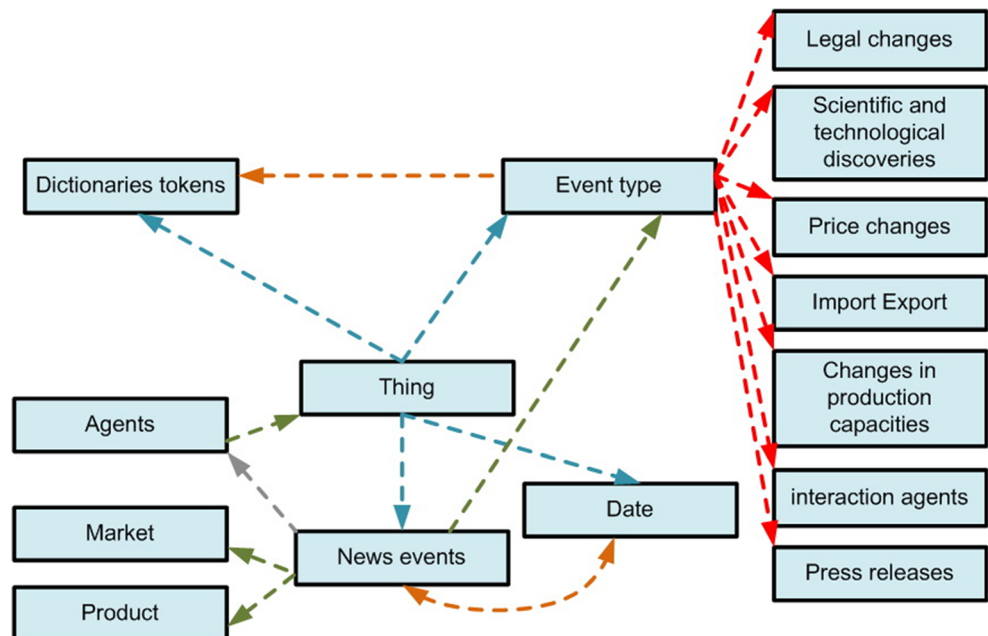 Legal changes
Scientific and
technological
discoveries
Dictionaries tokens
Event type
Price changes
Import Export
Thing
Changes in
production
capacities
Agents
interaction agents
Date
Market
News events
Press releases
Product